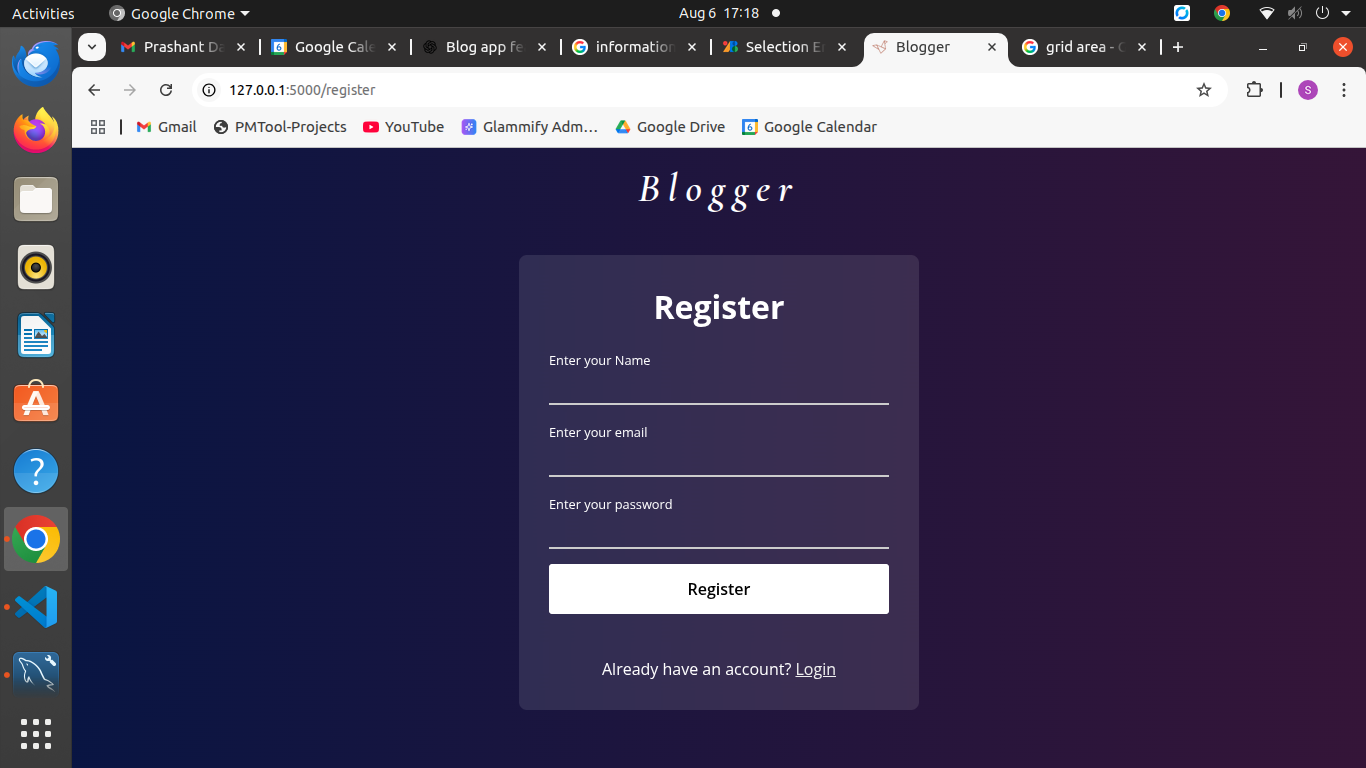 Activities Google Chrome Aug 6 17:18
Prashant Da Google Cale Blog app fe information Selection Blogger grid area -
127.0.0.1:5000/register S
Gmail PMTool-Projects YouTube Glammify Adm... Google Drive 6 Google Calendar
Blogger
Register
Enter your Name
Enter your email
Enter your password
Register
Already have an account? Login